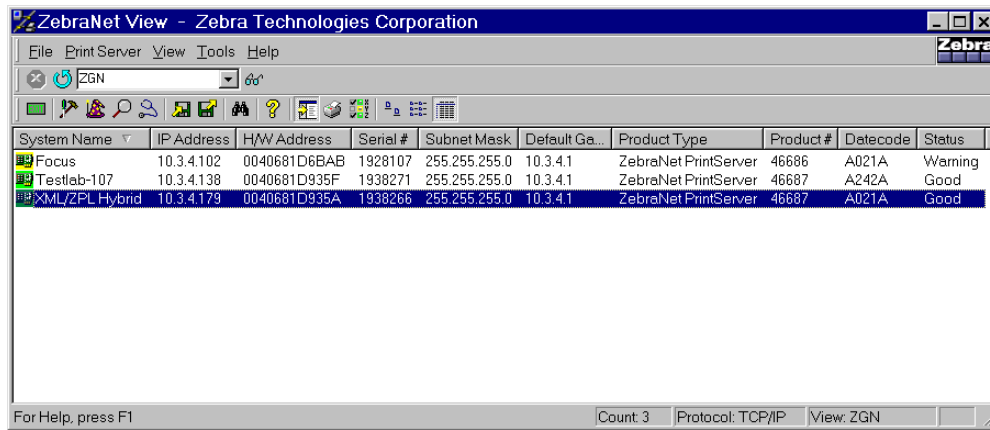 ZebraNet View - Zebra Technologies Corporation
File Print Server View Tools Help
Zebra
ZGN
System Name IP Address H/W Address Serial # Subnet Mask Default Ga... Product Type Product # Datecode Status
Focus 10.3.4.102 0040681D6BAB 1928107 255.255.255.0 10.3.4.1 ZebraNet PrintServer 46686 A021A Warning
Testlab-107 10.3.4.138 0040681D935F 1938271 255.255.255.0 10.3.4.1 ZebraNet PrintServer 46687 A242A Good
XML/ZPL Hybrid 10.3.4.179 0040681D935A 1938266 255.255.255.0 10.3.4.1 ZebraNet PrintServer 46687 A021A Good
For Help, press F1 Count: 3 Protocol: TCP/IP View: ZGN